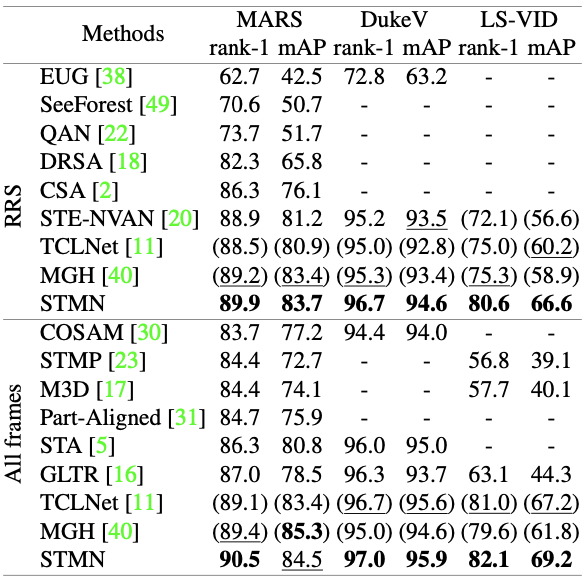 Methods MARS DukeV LS-VID
rank-1 mAP rank-1 mAP rank-1 mAP
RRS
EUG [38] 62.7 42.5 72.8 63.2 - -
SeeForest [49] 70.6 50.7 - - - -
QAN [22] 73.7 51.7 - - - -
DRSA [18] 82.3 65.8 - - - -
CSA [2] 86.3 76.1 - - - -
STE-NVAN [20] 88.9 81.2 95.2 93.5 (72.1) (56.6)
TCLNet [11] (88.5) (80.9) (95.0) (92.8) (75.0) (60.2)
MGH [40] (89.2) (83.4) (95.3) (93.4) (75.3) (58.9)
STMN 89.9 83.7 96.7 94.6 80.6 66.6
All frames
COSAM [30] 83.7 77.2 94.4 94.0 - -
STMP [23] 84.4 72.7 - - 56.8 39.1
M3D [17] 84.4 74.1 - - 57.7 40.1
Part-Aligned [31] 84.7 75.9 - - - -
STA [5] 86.3 80.8 96.0 95.0 - -
GLTR [16] 87.0 78.5 96.3 93.7 63.1 44.3
TCLNet [11] (89.1) (83.4) (96.7) (95.6) (81.0) (67.2)
MGH [40] (89.4) (85.3) (95.0) (94.6) (79.6) (61.8)
STMN 90.5 84.5 97.0 95.9 82.1 69.2